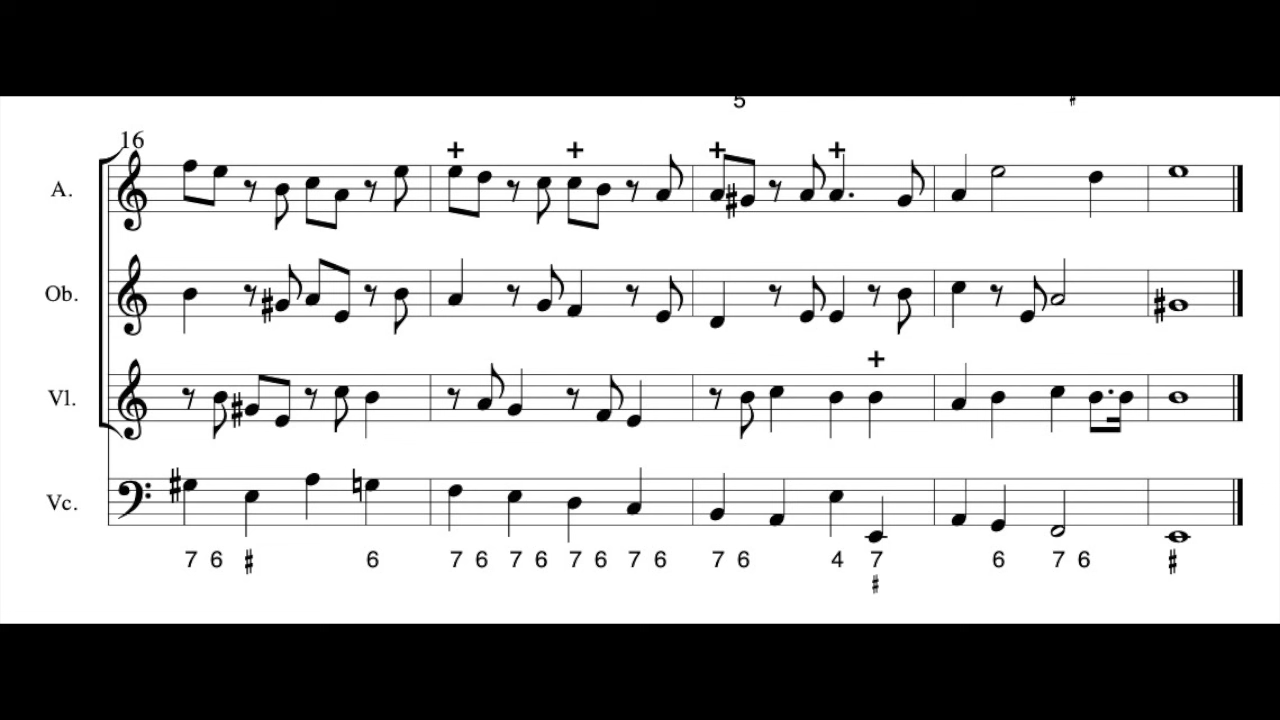 5 ♯
16
A. + + + +
Ob.
Vl. +
Vc.
7 6 ♯ 6 7 6 7 6 7 6 7 6 7 6 4 7 6 7 6 ♯
♯